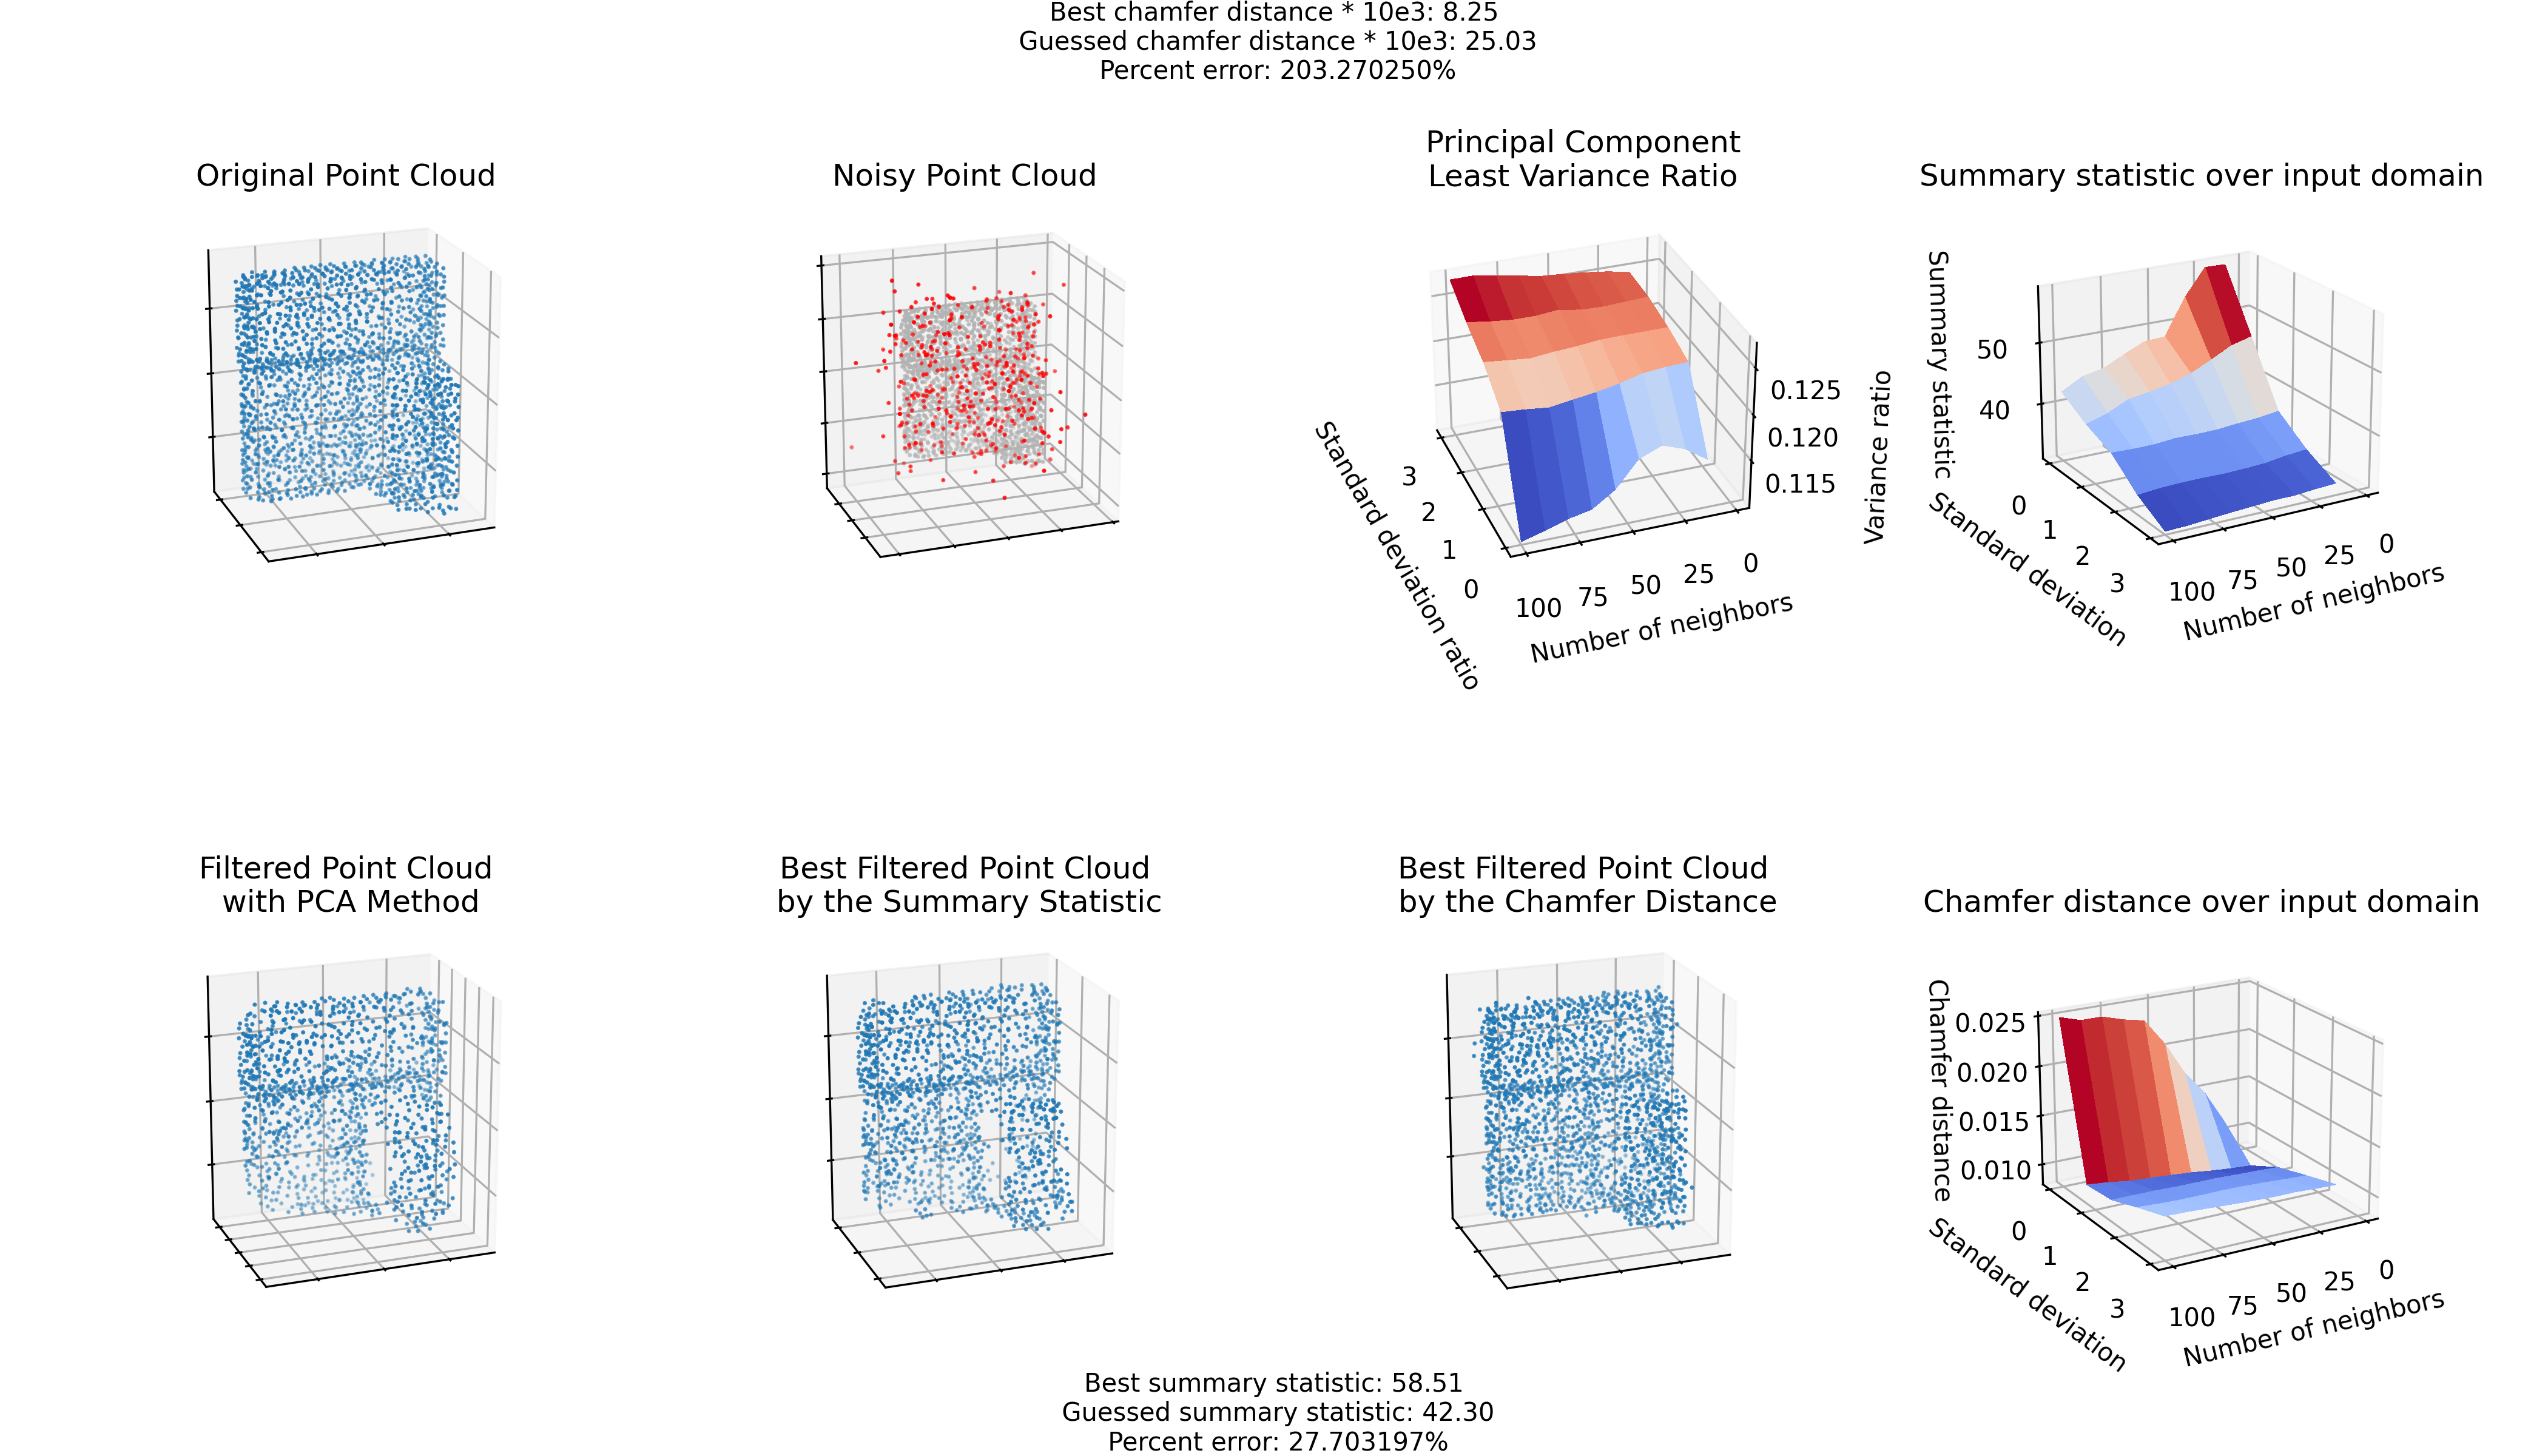 Best chamfer distance * 10e3: 8.25
Guessed chamfer distance * 10e3: 25.03
Percent error: 203.270250%
Original Point Cloud
Noisy Point Cloud
Principal Component
Least Variance Ratio
Standard deviation ratio
3
2
1
0
100
75
50
25
0
Number of neighbors
0.125
0.120
0.115
Variance ratio
Summary statistic over input domain
Summary statistic
50
40
0
1
2
3
Standard deviation
100
75
50
25
0
Number of neighbors
Filtered Point Cloud
with PCA Method
Best Filtered Point Cloud
by the Summary Statistic
Best Filtered Point Cloud
by the Chamfer Distance
Chamfer distance over input domain
Chamfer distance
0.025
0.020
0.015
0.010
0
1
2
3
Standard deviation
100
75
50
25
0
Number of neighbors
Best summary statistic: 58.51
Guessed summary statistic: 42.30
Percent error: 27.703197%